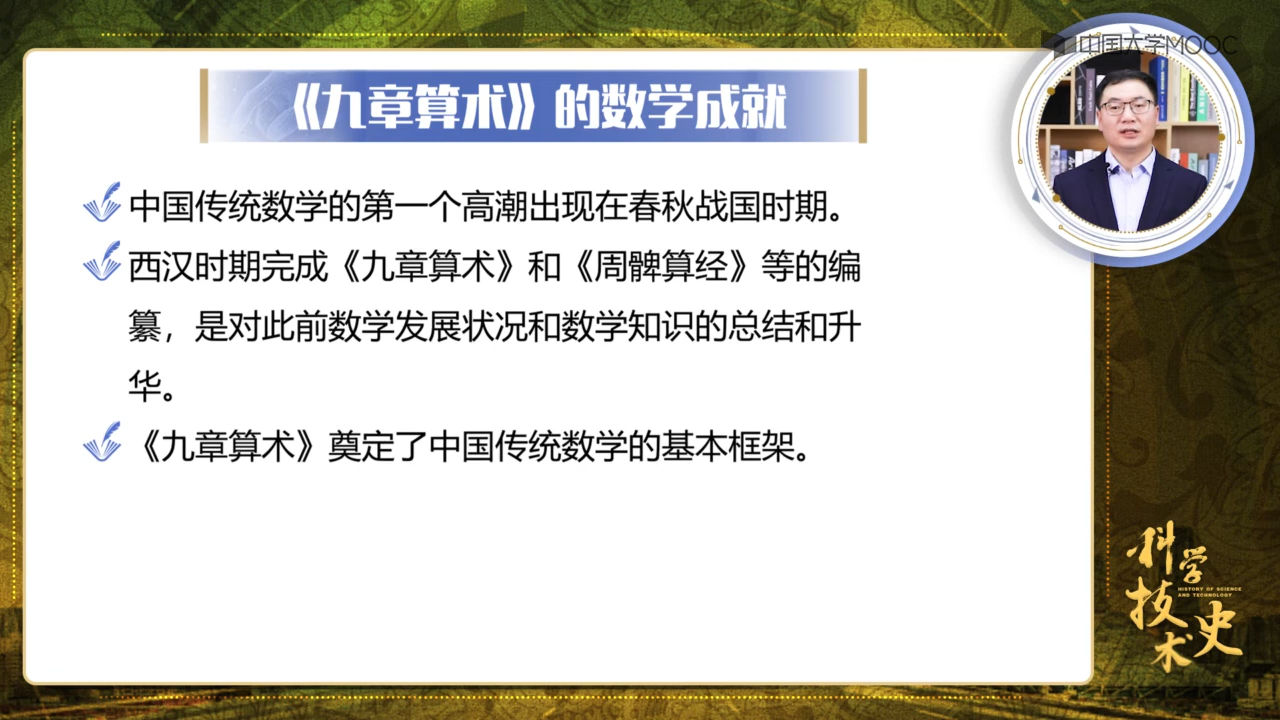 中国大学MOOC
《九章算术》的数学成就
中国传统数学的第一个高潮出现在春秋战国时期。
西汉时期完成《九章算术》和《周髀算经》等的编
纂，是对此前数学发展状况和数学知识的总结和升
华。
《九章算术》奠定了中国传统数学的基本框架。
科学
技术史
HISTORY OF SCIENCE
AND TECHNOLOGY